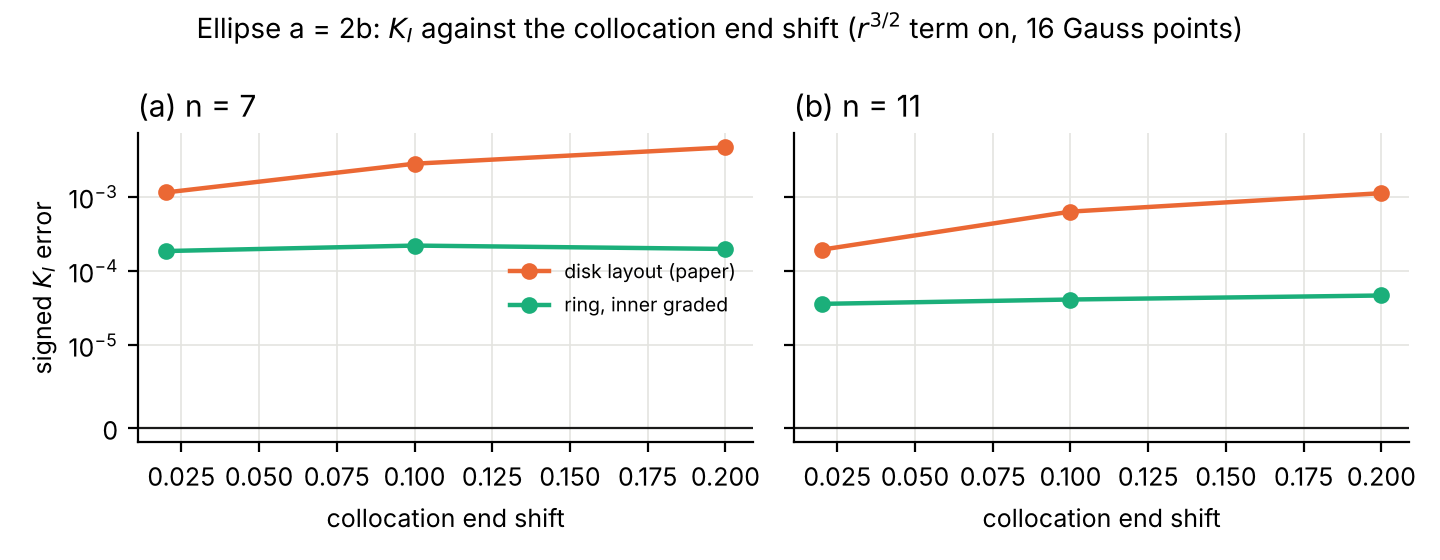 Ellipse a = 2b: K_I against the collocation end shift (r^{3/2} term on, 16 Gauss points)
(a) n = 7
(b) n = 11
signed K_I error
10^{−3}
10^{−4}
10^{−5}
0
disk layout (paper)
ring, inner graded
0.025 0.050 0.075 0.100 0.125 0.150 0.175 0.200
0.025 0.050 0.075 0.100 0.125 0.150 0.175 0.200
collocation end shift
collocation end shift